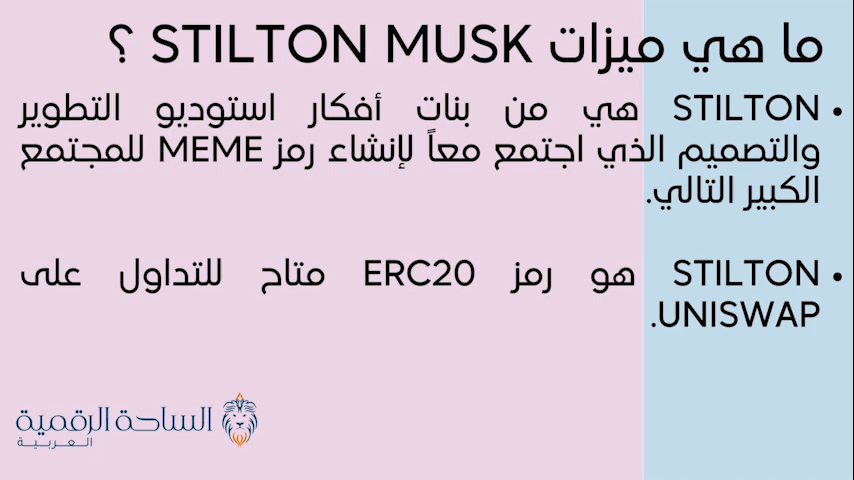 ما هي ميزات STILTON MUSK ؟
• STILTON هي من بنات أفكار استوديو التطوير
والتصميم الذي اجتمع معاً لإنشاء رمز MEME للمجتمع
الكبير التالي.
• STILTON هو رمز ERC20 متاح للتداول على
UNISWAP.
الساحة الرقمية
العربية